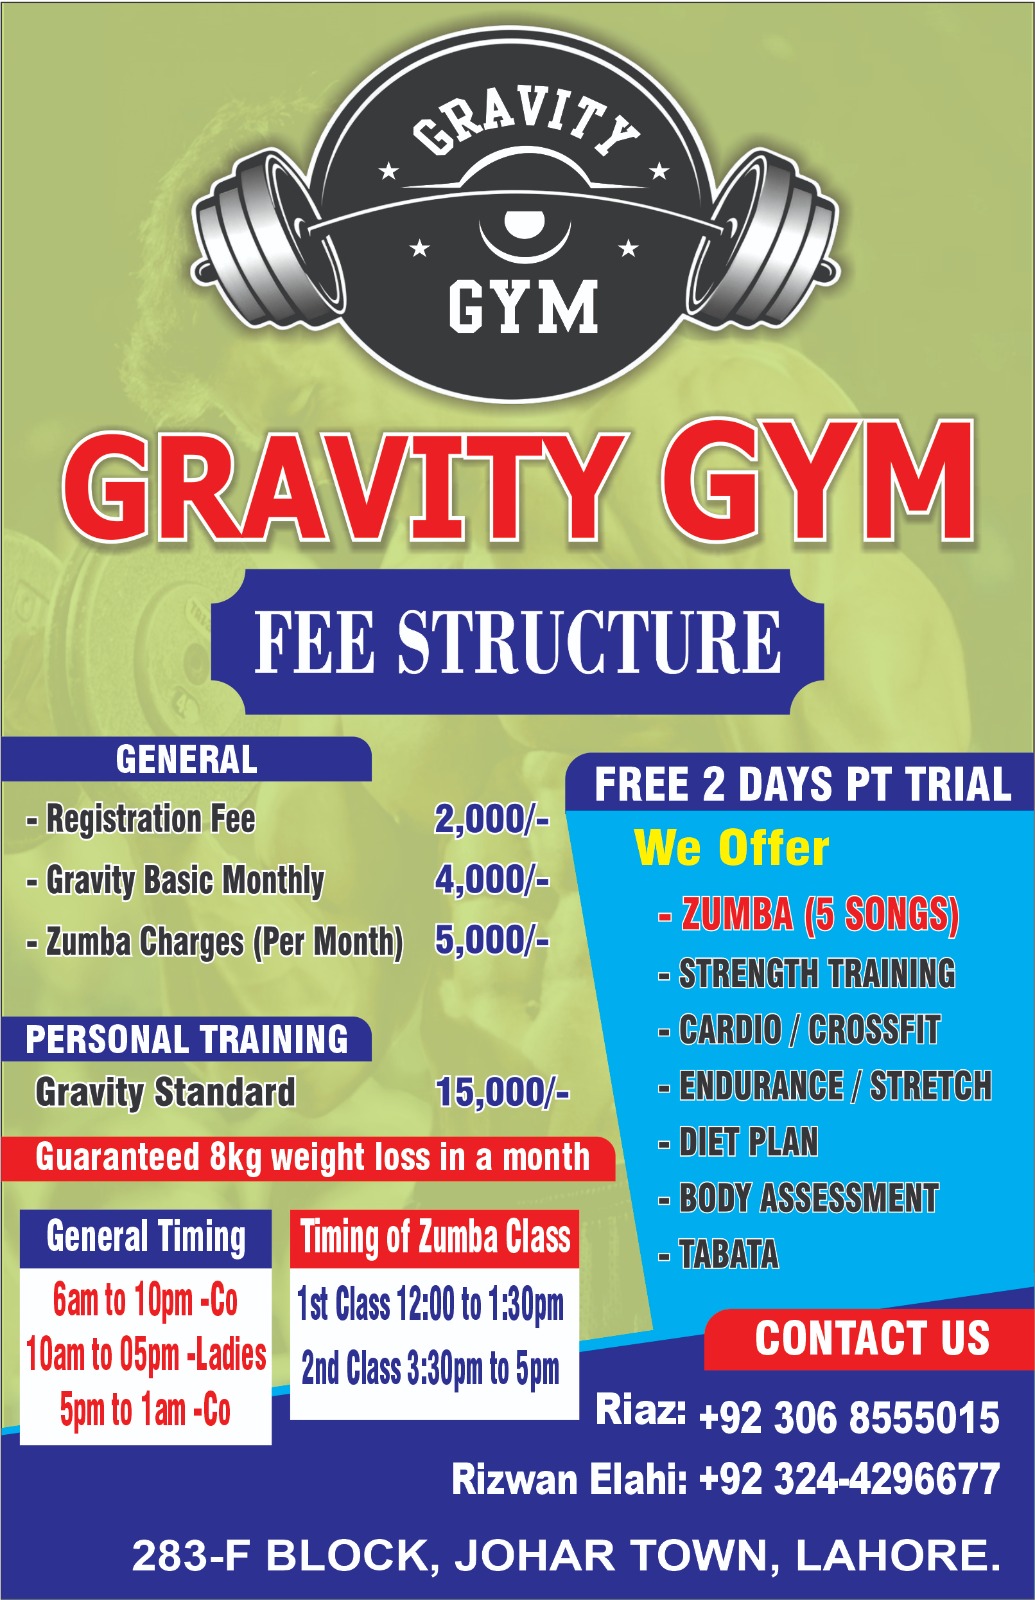 GRAVITY
GYM
GRAVITY GYM
FEE STRUCTURE
GENERAL
- Registration Fee 2,000/-
- Gravity Basic Monthly 4,000/-
- Zumba Charges (Per Month) 5,000/-
PERSONAL TRAINING
Gravity Standard 15,000/-
Guaranteed 8kg weight loss in a month
General Timing
6am to 10pm -Co
10am to 05pm -Ladies
5pm to 1am -Co
Timing of Zumba Class
1st Class 12:00 to 1:30pm
2nd Class 3:30pm to 5pm
FREE 2 DAYS PT TRIAL
We Offer
- ZUMBA (5 SONGS)
- STRENGTH TRAINING
- CARDIO / CROSSFIT
- ENDURANCE / STRETCH
- DIET PLAN
- BODY ASSESSMENT
- TABATA
CONTACT US
Riaz: +92 306 8555015
Rizwan Elahi: +92 324-4296677
283-F BLOCK, JOHAR TOWN, LAHORE.